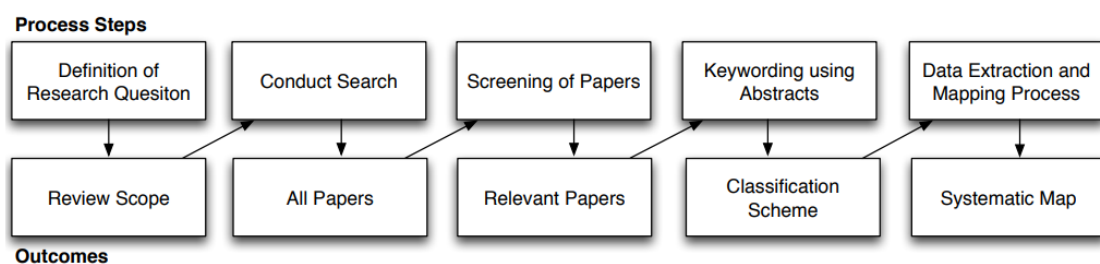 Process Steps
Definition of
Research Quesiton
Conduct Search
Screening of Papers
Keywording using
Abstracts
Data Extraction and
Mapping Process
Review Scope
All Papers
Relevant Papers
Classification
Scheme
Systematic Map
Outcomes